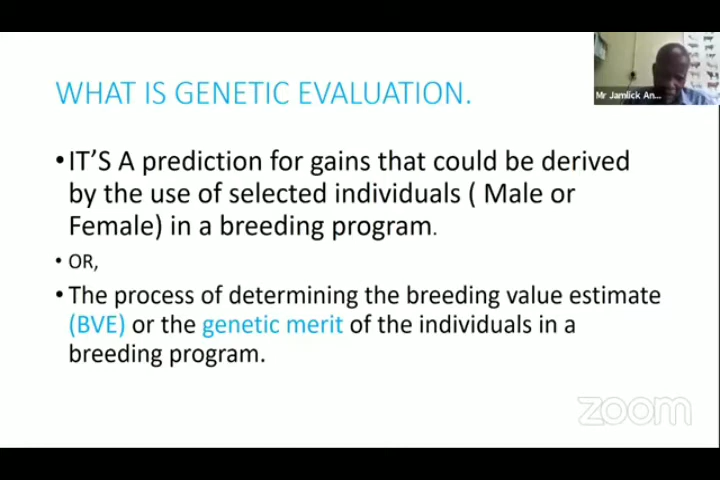 Mr Jamlick An...
WHAT IS GENETIC EVALUATION.
•IT'S A prediction for gains that could be derived
by the use of selected individuals ( Male or
Female) in a breeding program.
• OR,
• The process of determining the breeding value estimate
(BVE) or the genetic merit of the individuals in a
breeding program.
zoom